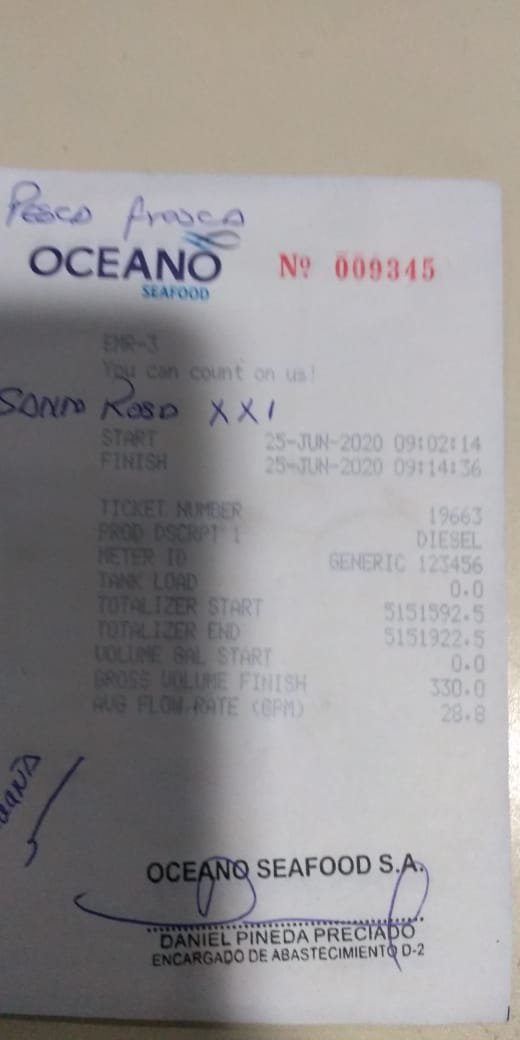 Pesca fresca
OCEANO
SEAFOOD
Nº 009345
EMR-3
You can count on us!
Santa Rosa XXI
START 25-JUN-2020 09:02:14
FINISH 25-JUN-2020 09:14:36
TICKET NUMBER 19663
PROD DSCRPT 1 DIESEL
METER ID GENERIC 123456
TANK LOAD 0.0
TOTALIZER START 5151592.5
TOTALIZER END 5151922.5
VOLUME GAL START 0.0
GROSS VOLUME FINISH 330.0
AVG FLOW RATE (GPM) 28.8
OCEANO SEAFOOD S.A.
DANIEL PINEDA PRECIADO
ENCARGADO DE ABASTECIMIENTO D-2